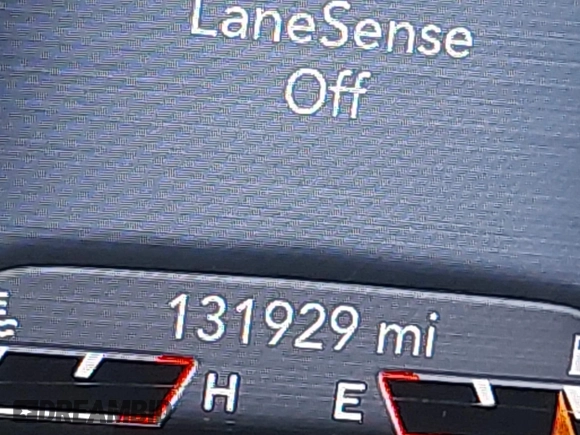 LaneSense
Off
131929 mi
H E